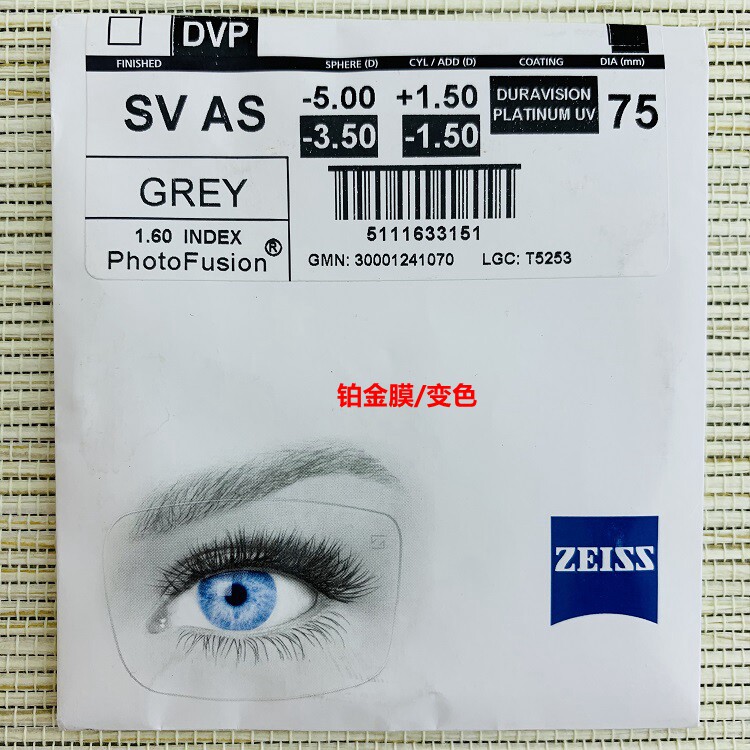 DVP
FINISHED SPHERE (D) CYL / ADD (D) COATING DIA (mm)
SV AS -5.00 +1.50 DURAVISION PLATINUM UV 75
-3.50 -1.50
GREY
1.60 INDEX
PhotoFusion®
5111633151
GMN: 30001241070 LGC: T5253
铂金膜/变色
ZEISS